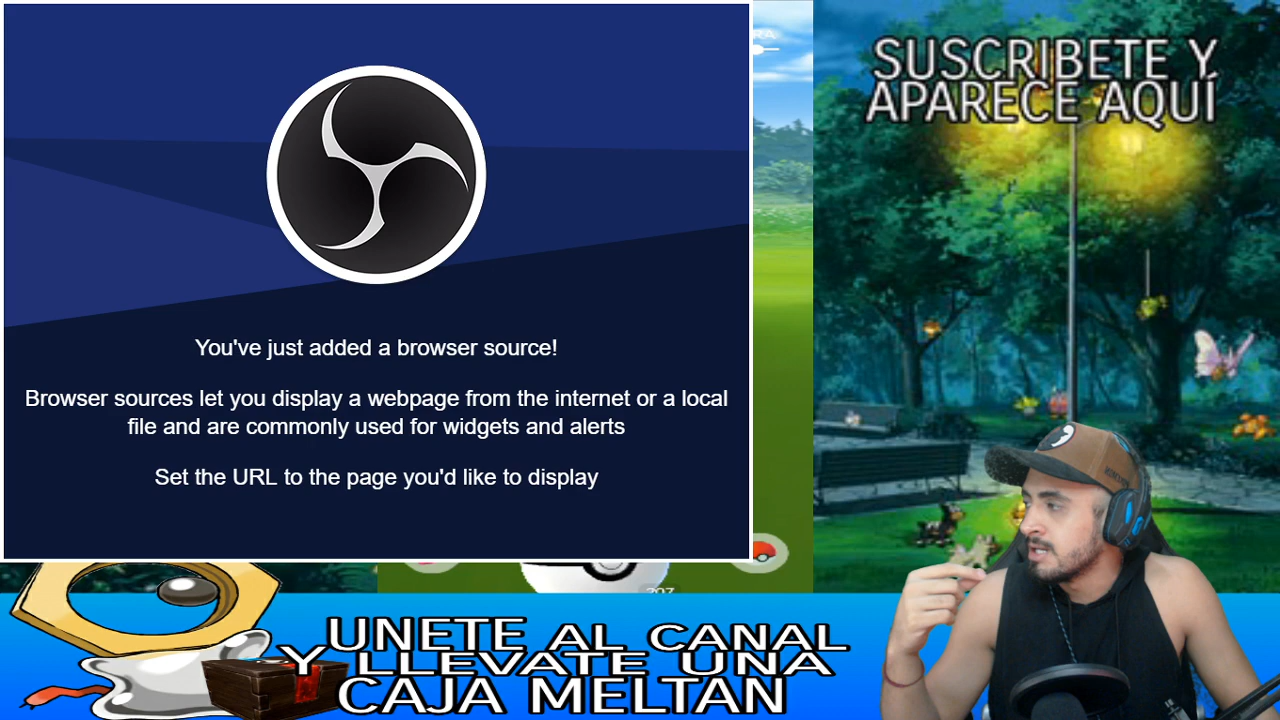 SUSCRIBETE Y
APARECE AQUÍ
You've just added a browser source!
Browser sources let you display a webpage from the internet or a local
file and are commonly used for widgets and alerts
Set the URL to the page you'd like to display
UNETE AL CANAL
Y LLEVATE UNA
CAJA MELTAN